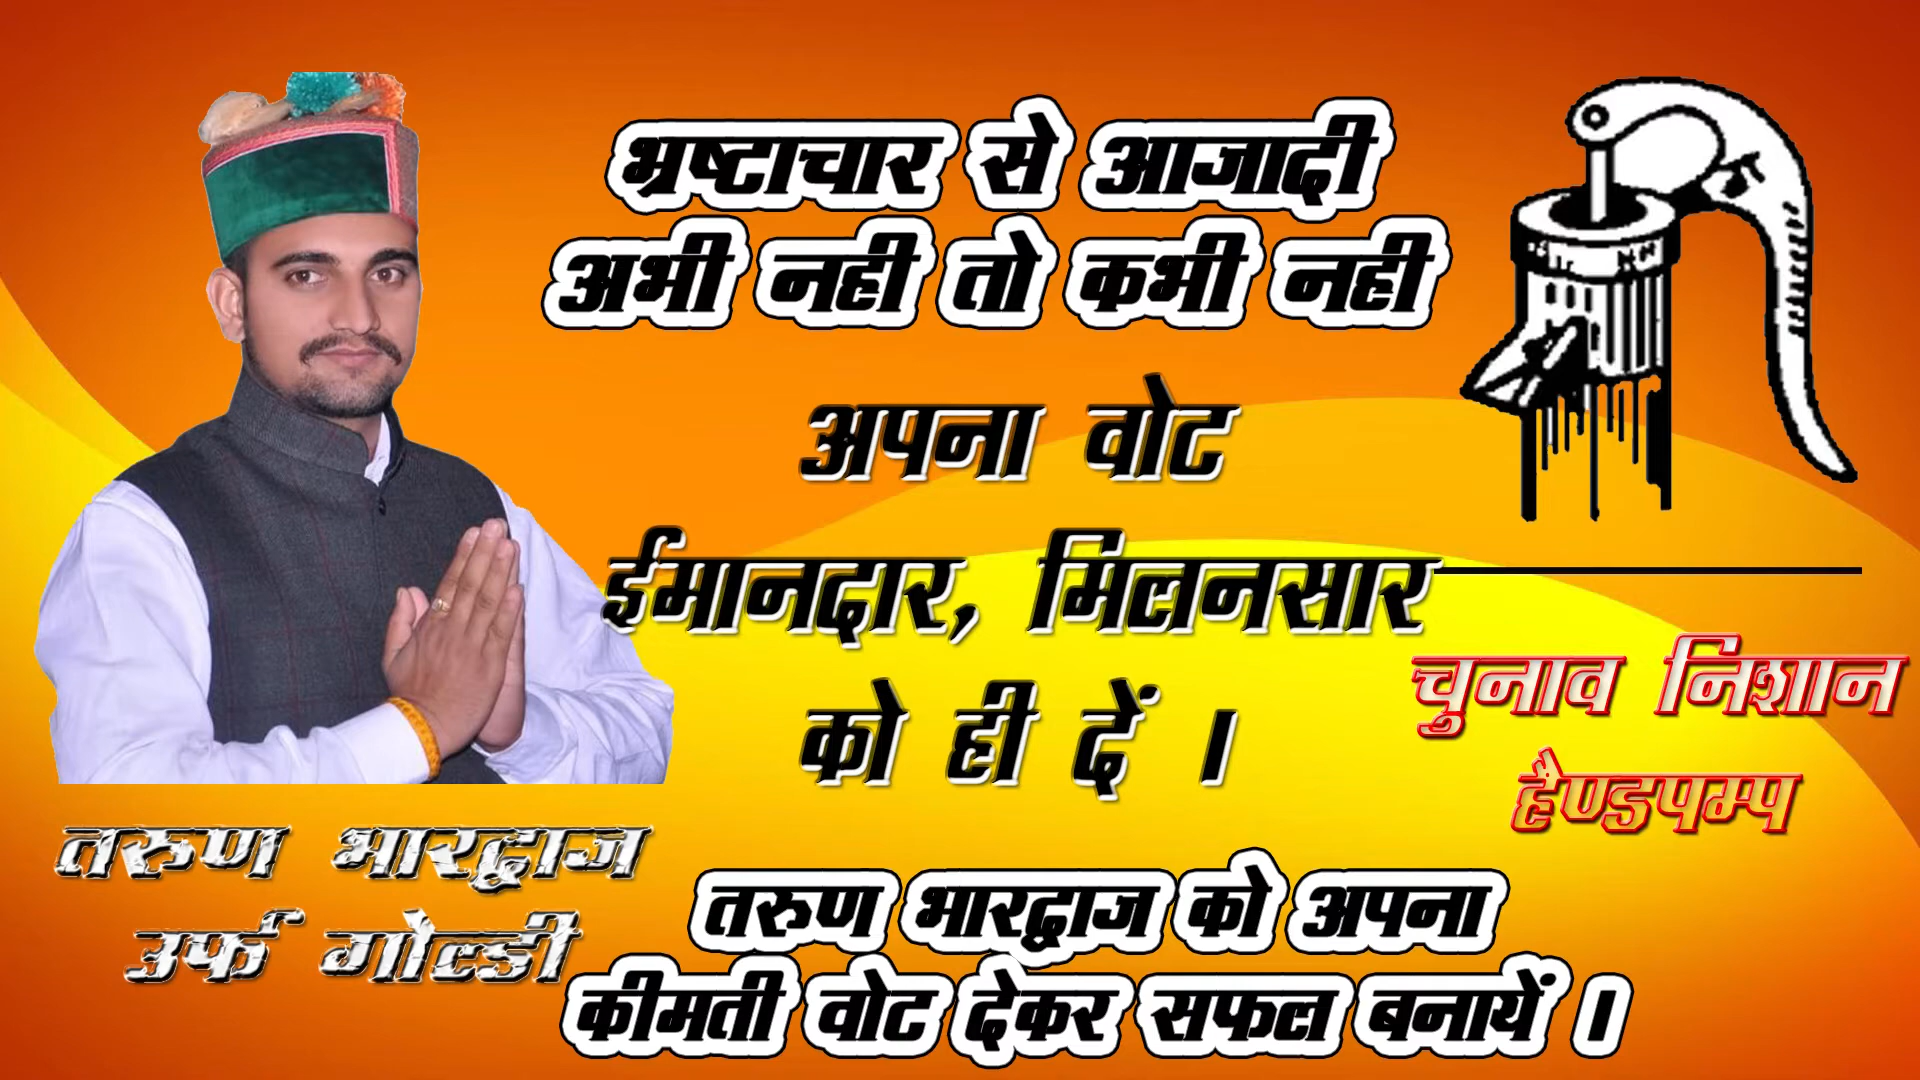 भ्रष्टाचार से आजादी
अभी नही तो कभी नही
अपना वोट
ईमानदार, मिलनसार
को ही दें ।
चुनाव निशान
हैण्डपम्प
तरुण भारद्वाज
उर्फ गोल्डी
तरुण भारद्वाज को अपना
कीमती वोट देकर सफल बनायें ।